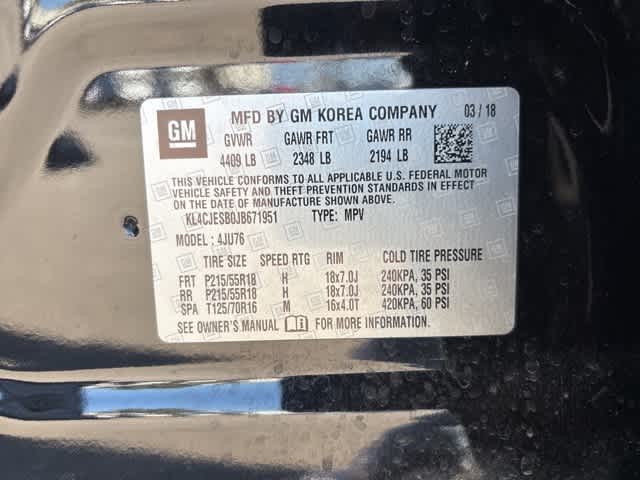 GM
MFD BY GM KOREA COMPANY 03 / 18
GVWR GAWR FRT GAWR RR
4409 LB 2348 LB 2194 LB
THIS VEHICLE CONFORMS TO ALL APPLICABLE U.S. FEDERAL MOTOR
VEHICLE SAFETY AND THEFT PREVENTION STANDARDS IN EFFECT
ON THE DATE OF MANUFACTURE SHOWN ABOVE.
KL4CJESB0JB671951 TYPE: MPV
MODEL : 4JU76
TIRE SIZE SPEED RTG RIM COLD TIRE PRESSURE
FRT P215/55R18 H 18x7.0J 240KPA, 35 PSI
RR P215/55R18 H 18x7.0J 240KPA, 35 PSI
SPA T125/70R16 M 16x4.0T 420KPA, 60 PSI
SEE OWNER'S MANUAL FOR MORE INFORMATION.